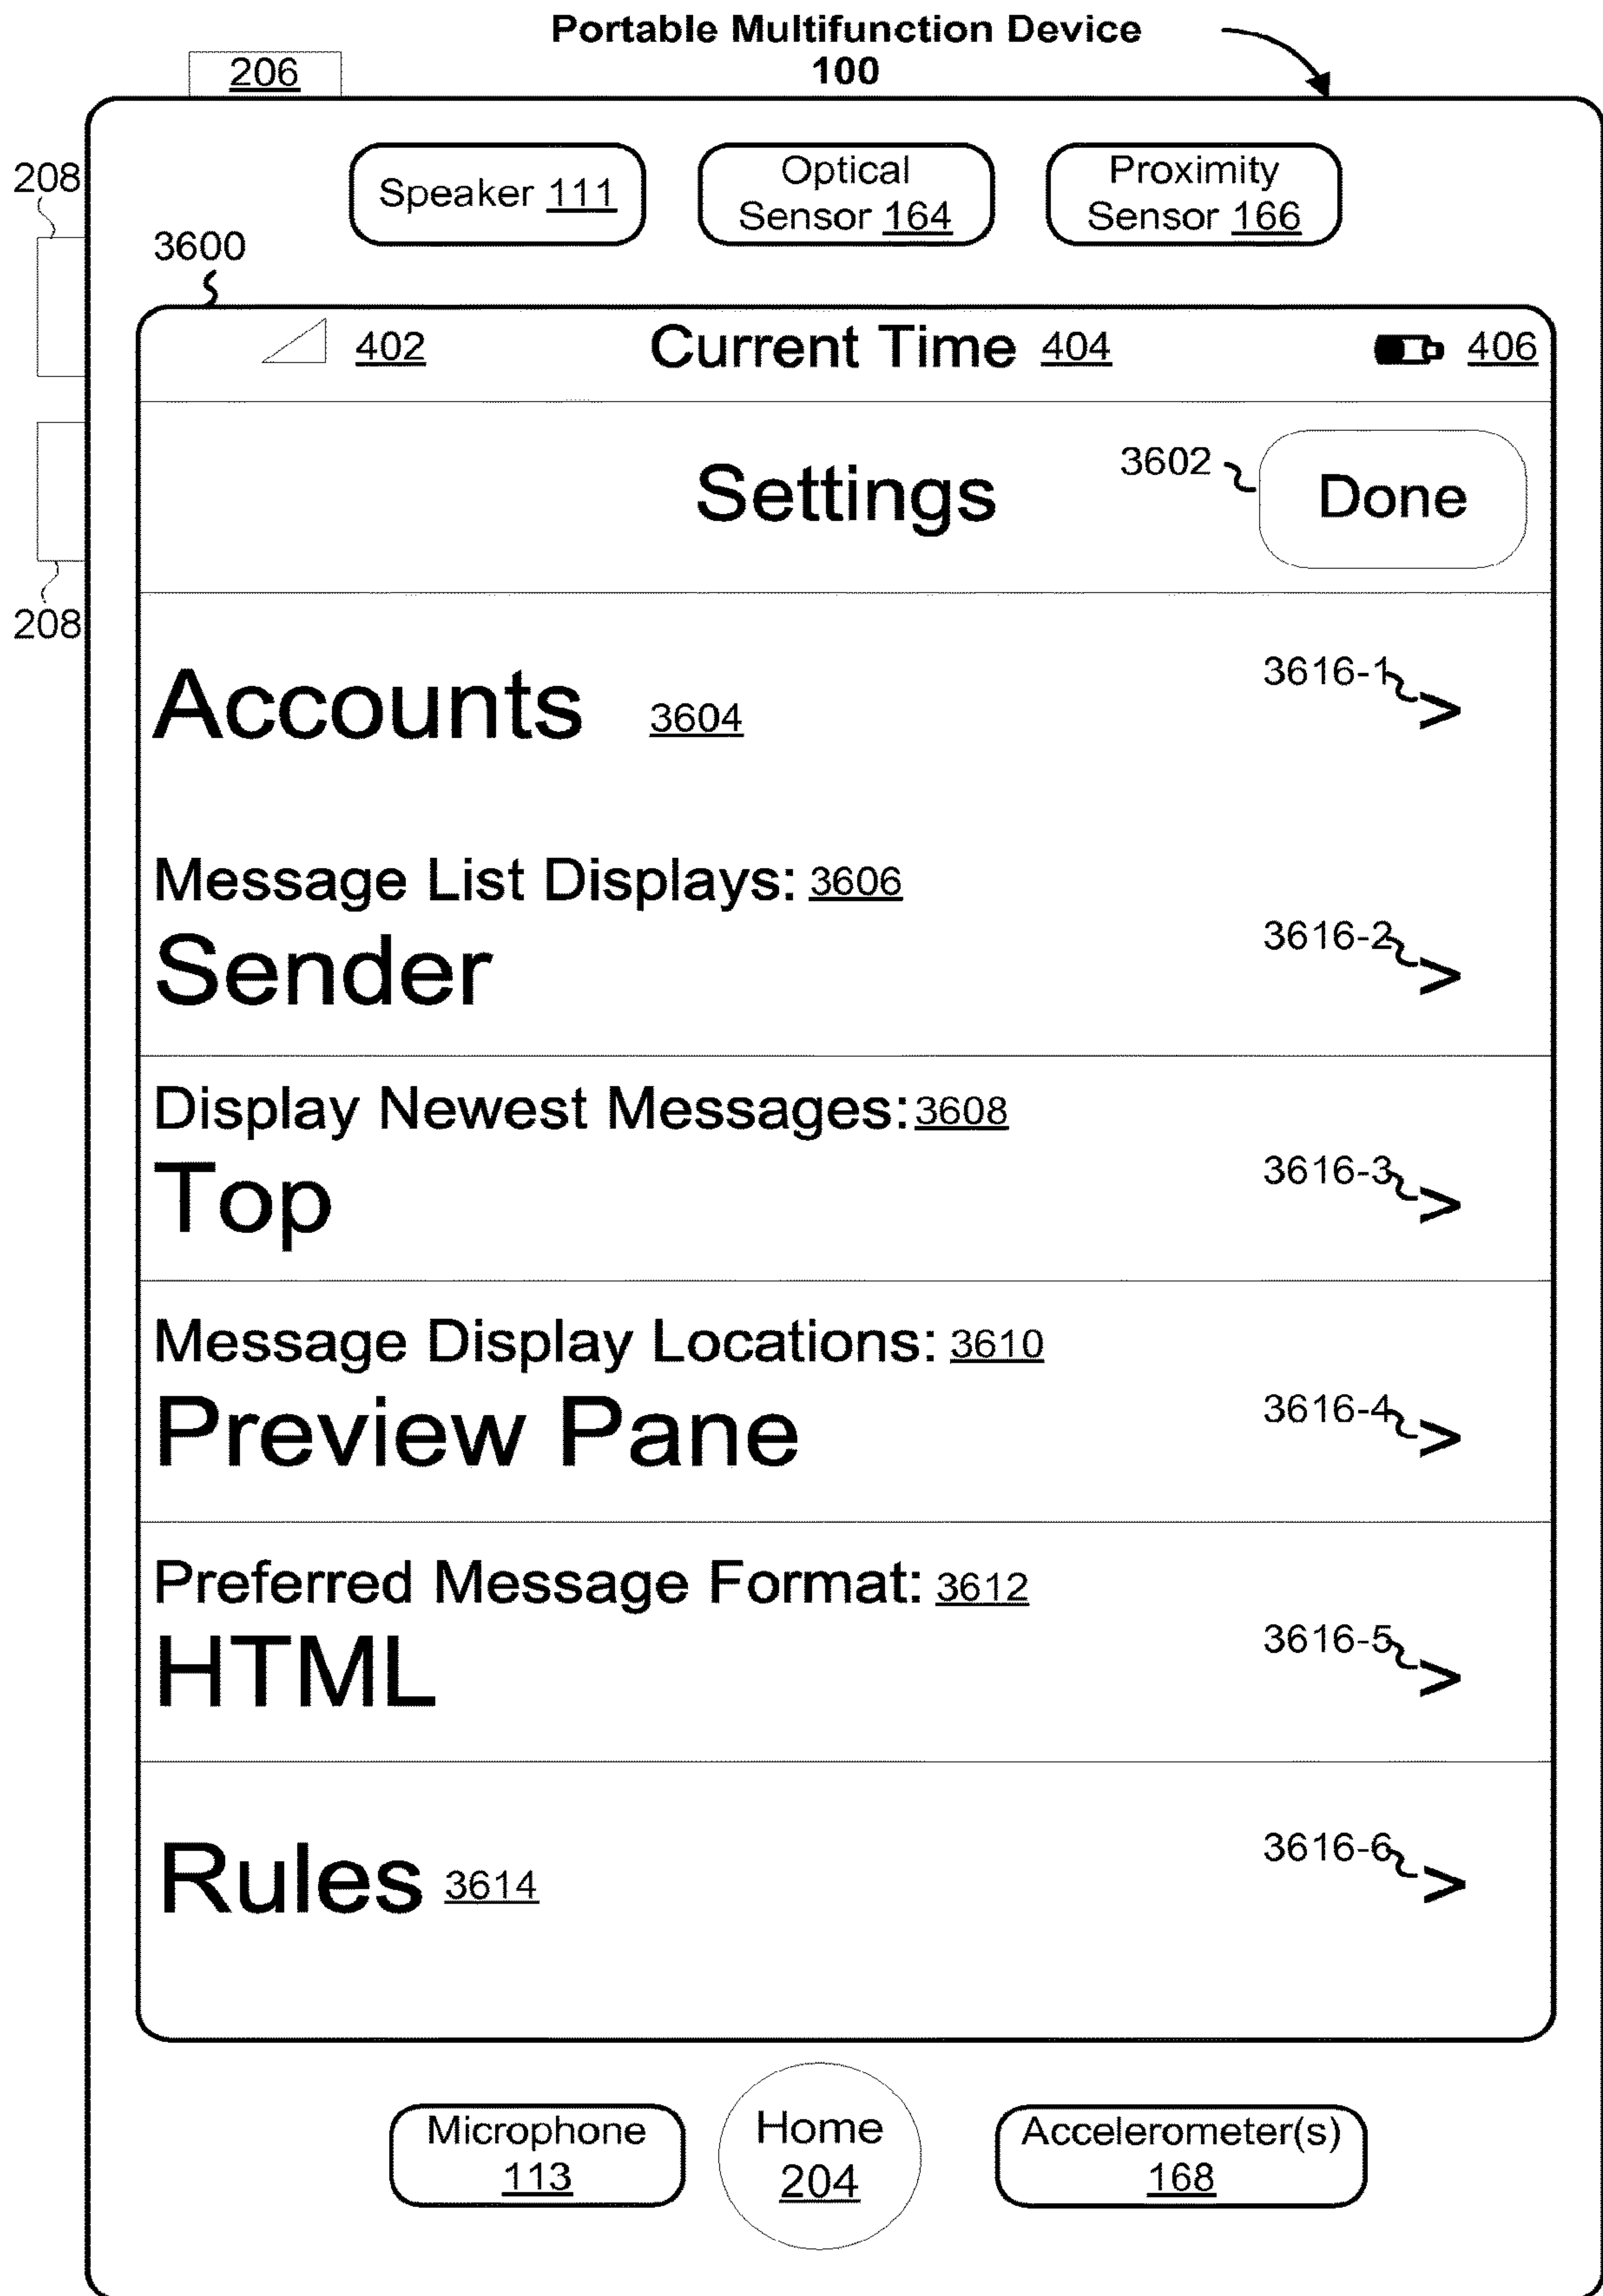 Portable Multifunction Device
100
206
Speaker 111
Optical
Sensor 164
Proximity
Sensor 166
208
3600
402
Current Time 404
406
Settings
3602
Done
208
Accounts 3604
3616-1
>
Message List Displays: 3606
Sender
3616-2
>
Display Newest Messages: 3608
Top
3616-3
>
Message Display Locations: 3610
Preview Pane
3616-4
>
Preferred Message Format: 3612
HTML
3616-5
>
Rules 3614
3616-6
>
Microphone
113
Home
204
Accelerometer(s)
168